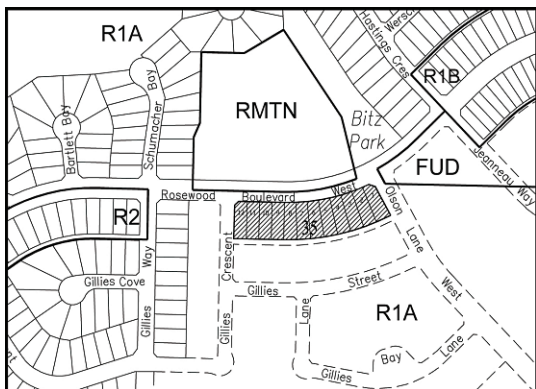 R1A
Hastings Cres
R1B
Bartlett Bay
Schumacher Bay
RMTN
Bitz
Park
FUD
Jeanneau Way
Rosewood Boulevard West
R2
35
Olson
Lane
West
Crescent
Gillies
Gillies Cove
Way
Gillies
Gillies Street
Lane
R1A
Bay
Gillies
Lane